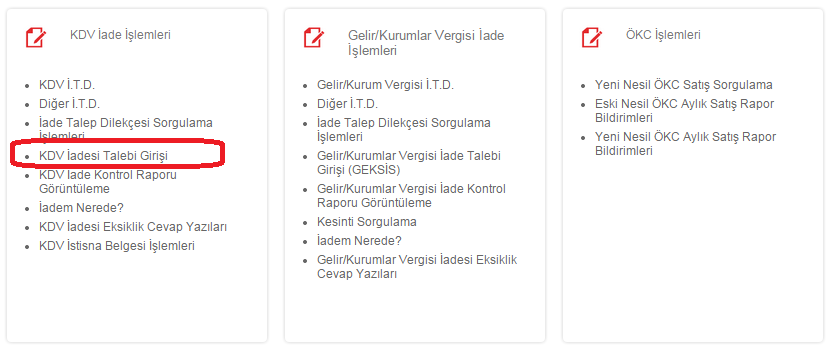 KDV İade İşlemleri
KDV İ.T.D.
Diğer İ.T.D.
İade Talep Dilekçesi Sorgulama
İşlemleri
KDV İadesi Talebi Girişi
KDV İade Kontrol Raporu
Görüntüleme
İadem Nerede?
KDV İadesi Eksiklik Cevap Yazıları
KDV İstisna Belgesi İşlemleri
Gelir/Kurumlar Vergisi İade
İşlemleri
Gelir/Kurum Vergisi İ.T.D.
Diğer İ.T.D.
İade Talep Dilekçesi Sorgulama
İşlemleri
Gelir/Kurumlar Vergisi İade Talebi
Girişi (GEKSİS)
Gelir/Kurumlar Vergisi İade Kontrol
Raporu Görüntüleme
Kesinti Sorgulama
İadem Nerede?
Gelir/Kurumlar Vergisi İadesi Eksiklik
Cevap Yazıları
ÖKC İşlemleri
Yeni Nesil ÖKC Satış Sorgulama
Eski Nesil ÖKC Aylık Satış Rapor
Bildirimleri
Yeni Nesil ÖKC Aylık Satış Rapor
Bildirimleri